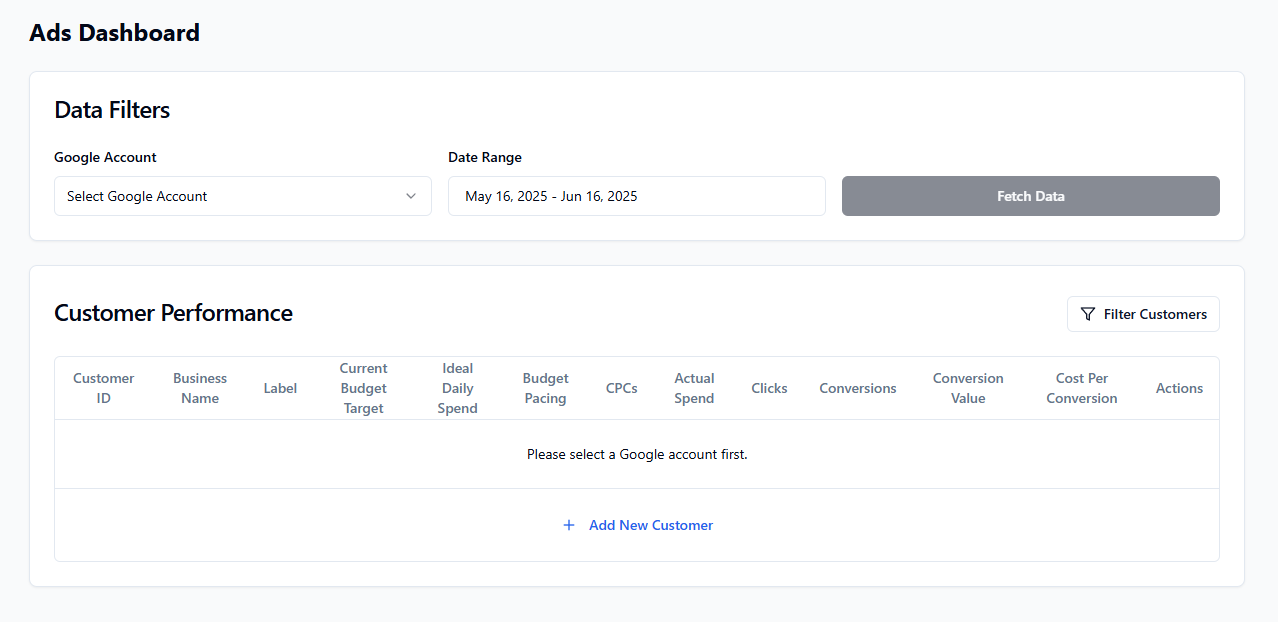 Ads Dashboard
Data Filters
Google Account
Date Range
Select Google Account
May 16, 2025 - Jun 16, 2025
Fetch Data
Customer Performance
Filter Customers
Customer
ID
Business
Name
Label
Current
Budget
Target
Ideal
Daily
Spend
Budget
Pacing
CPCs
Actual
Spend
Clicks
Conversions
Conversion
Value
Cost Per
Conversion
Actions
Please select a Google account first.
+ Add New Customer